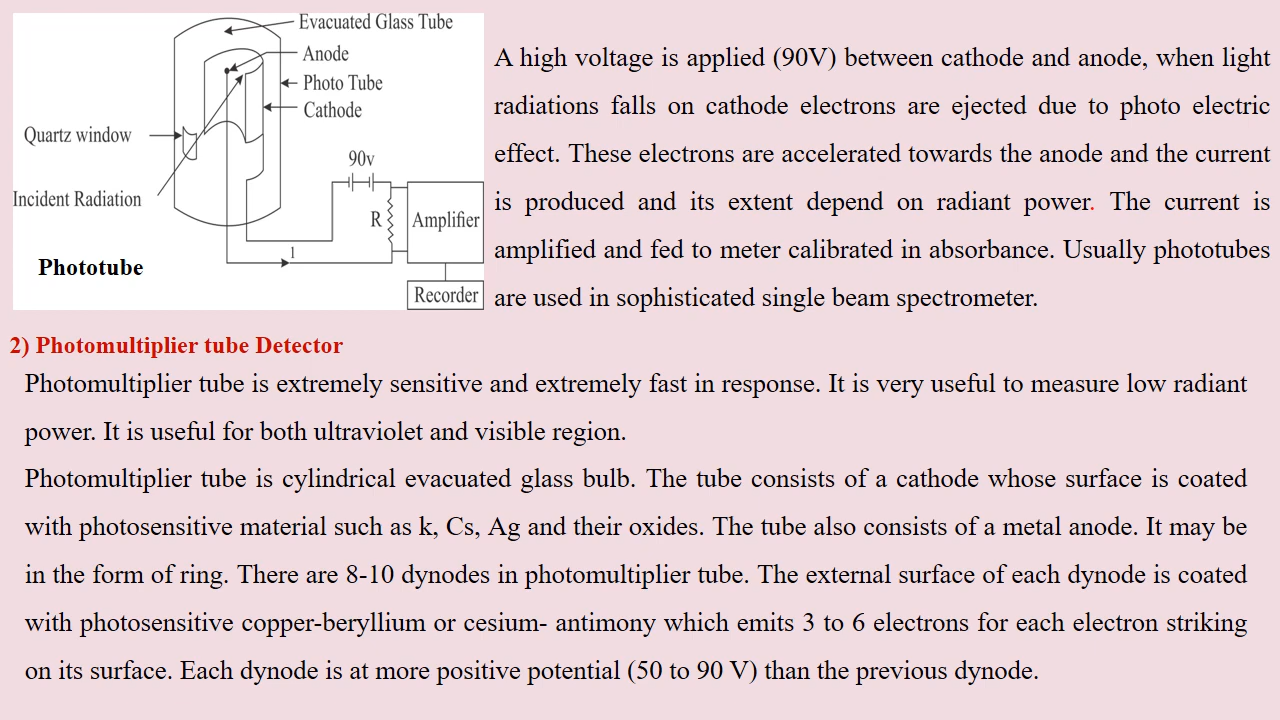 Evacuated Glass Tube
Anode
Photo Tube
Cathode
Quartz window
90v
Incident Radiation
R
Amplifier
1
Phototube
Recorder
A high voltage is applied (90V) between cathode and anode, when light
radiations falls on cathode electrons are ejected due to photo electric
effect. These electrons are accelerated towards the anode and the current
is produced and its extent depend on radiant power. The current is
amplified and fed to meter calibrated in absorbance. Usually phototubes
are used in sophisticated single beam spectrometer.
2) Photomultiplier tube Detector
Photomultiplier tube is extremely sensitive and extremely fast in response. It is very useful to measure low radiant
power. It is useful for both ultraviolet and visible region.
Photomultiplier tube is cylindrical evacuated glass bulb. The tube consists of a cathode whose surface is coated
with photosensitive material such as k, Cs, Ag and their oxides. The tube also consists of a metal anode. It may be
in the form of ring. There are 8-10 dynodes in photomultiplier tube. The external surface of each dynode is coated
with photosensitive copper-beryllium or cesium- antimony which emits 3 to 6 electrons for each electron striking
on its surface. Each dynode is at more positive potential (50 to 90 V) than the previous dynode.